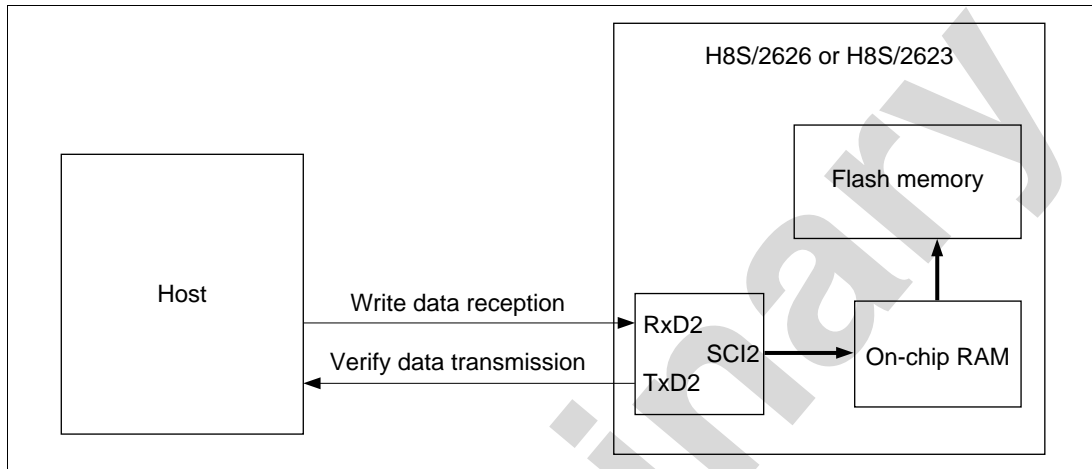 H8S/2626 or H8S/2623
Flash memory
Host
Write data reception
RxD2
SCI2
On-chip RAM
Verify data transmission
TxD2
inary